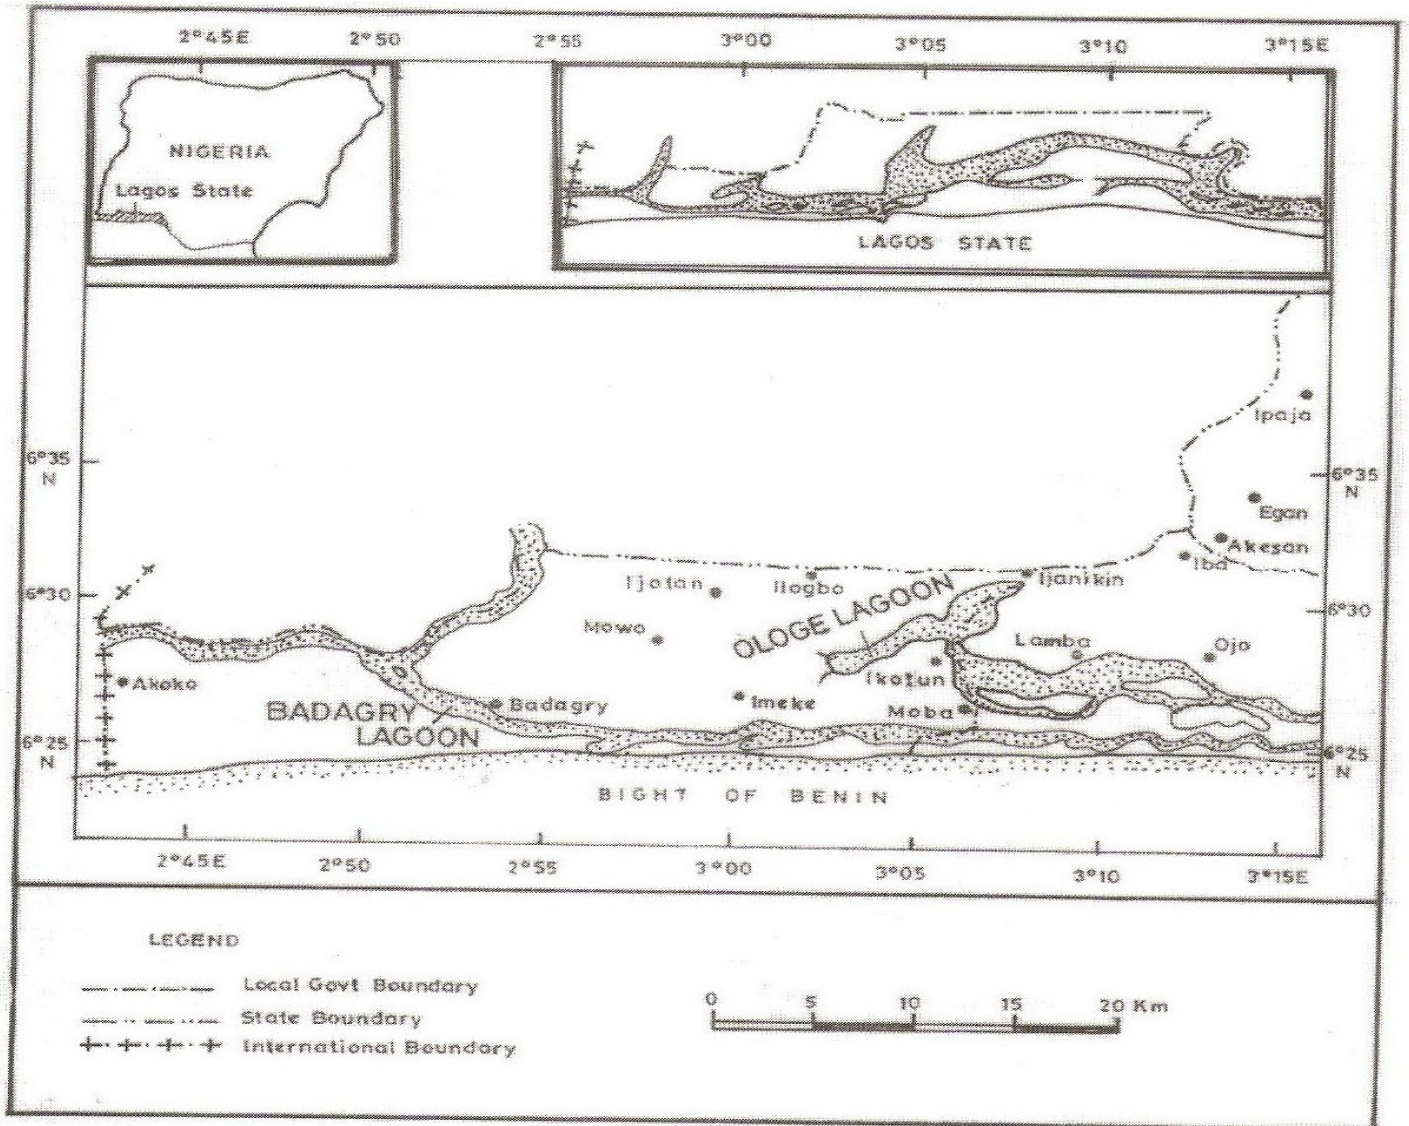 2°45E 2°50 2°55 3°00 3°05 3°10 3°15E
NIGERIA
Lagos State
LAGOS STATE
Ipaja
6°35
N
6°35
N
Egan
Akesan
Iba
Ijotan
Ilogbo
Ijanikin
6°30
6°30
OLOGE LAGOON
Mowo
Lamba
Ojo
Ikotun
Akoko
Imeke
Moba
Badagry
BADAGRY
LAGOON
6°25
N
6°25
N
BIGHT OF BENIN
2°45E 2°50 2°55 3°00 3°05 3°10 3°15E
LEGEND
Local Govt Boundary
State Boundary
International Boundary
0 5 10 15 20 Km